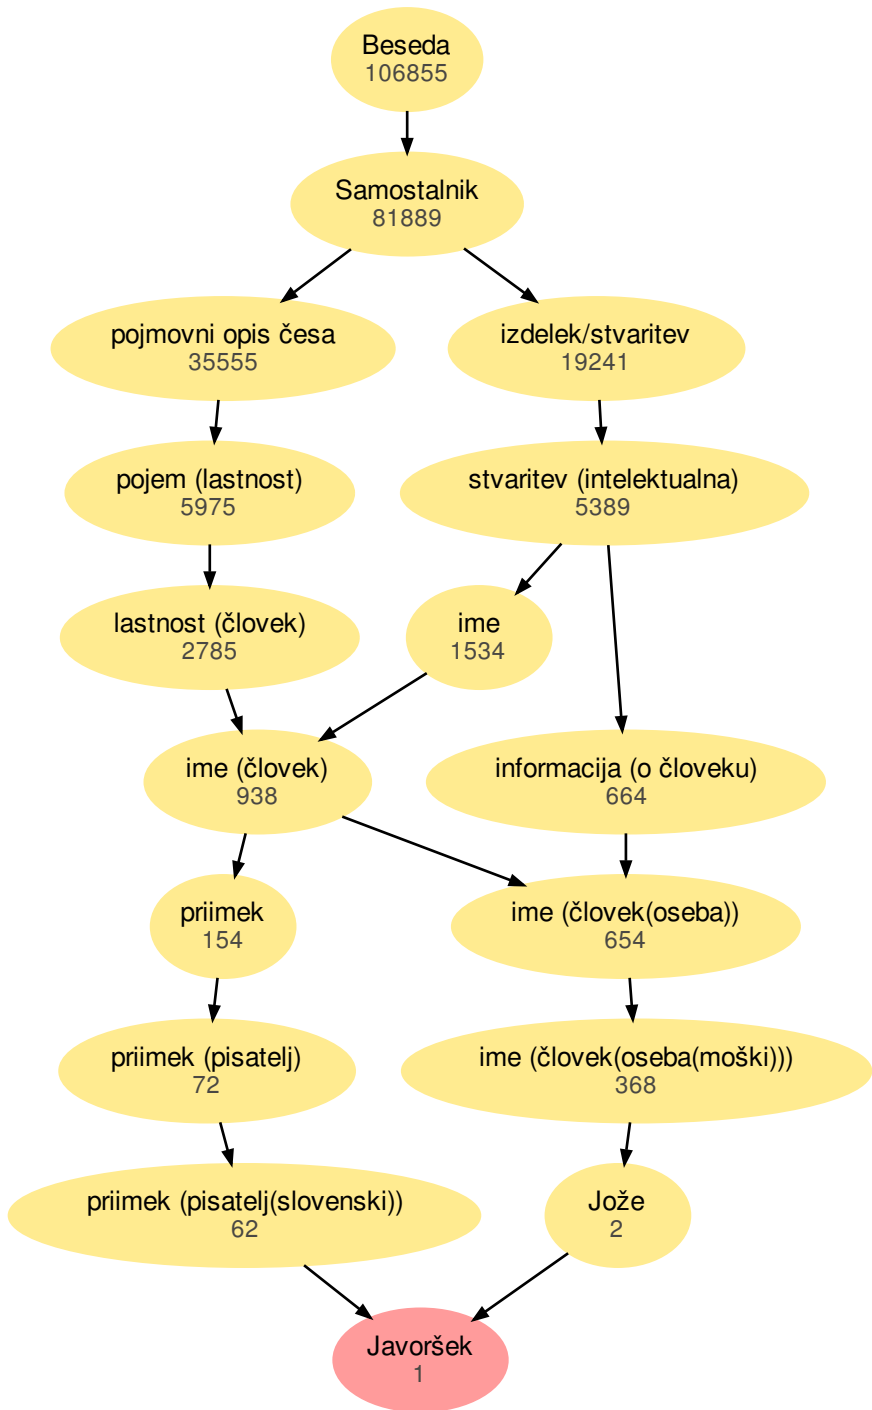 Beseda
106855
Samostalnik
81889
pojmovni opis česa
35555
izdelek/stvaritev
19241
pojem (lastnost)
5975
stvaritev (intelektualna)
5389
lastnost (človek)
2785
ime
1534
ime (človek)
938
informacija (o človeku)
664
priimek
154
ime (človek(oseba))
654
priimek (pisatelj)
72
ime (človek(oseba(moški)))
368
priimek (pisatelj(slovenski))
62
Jože
2
Javoršek
1